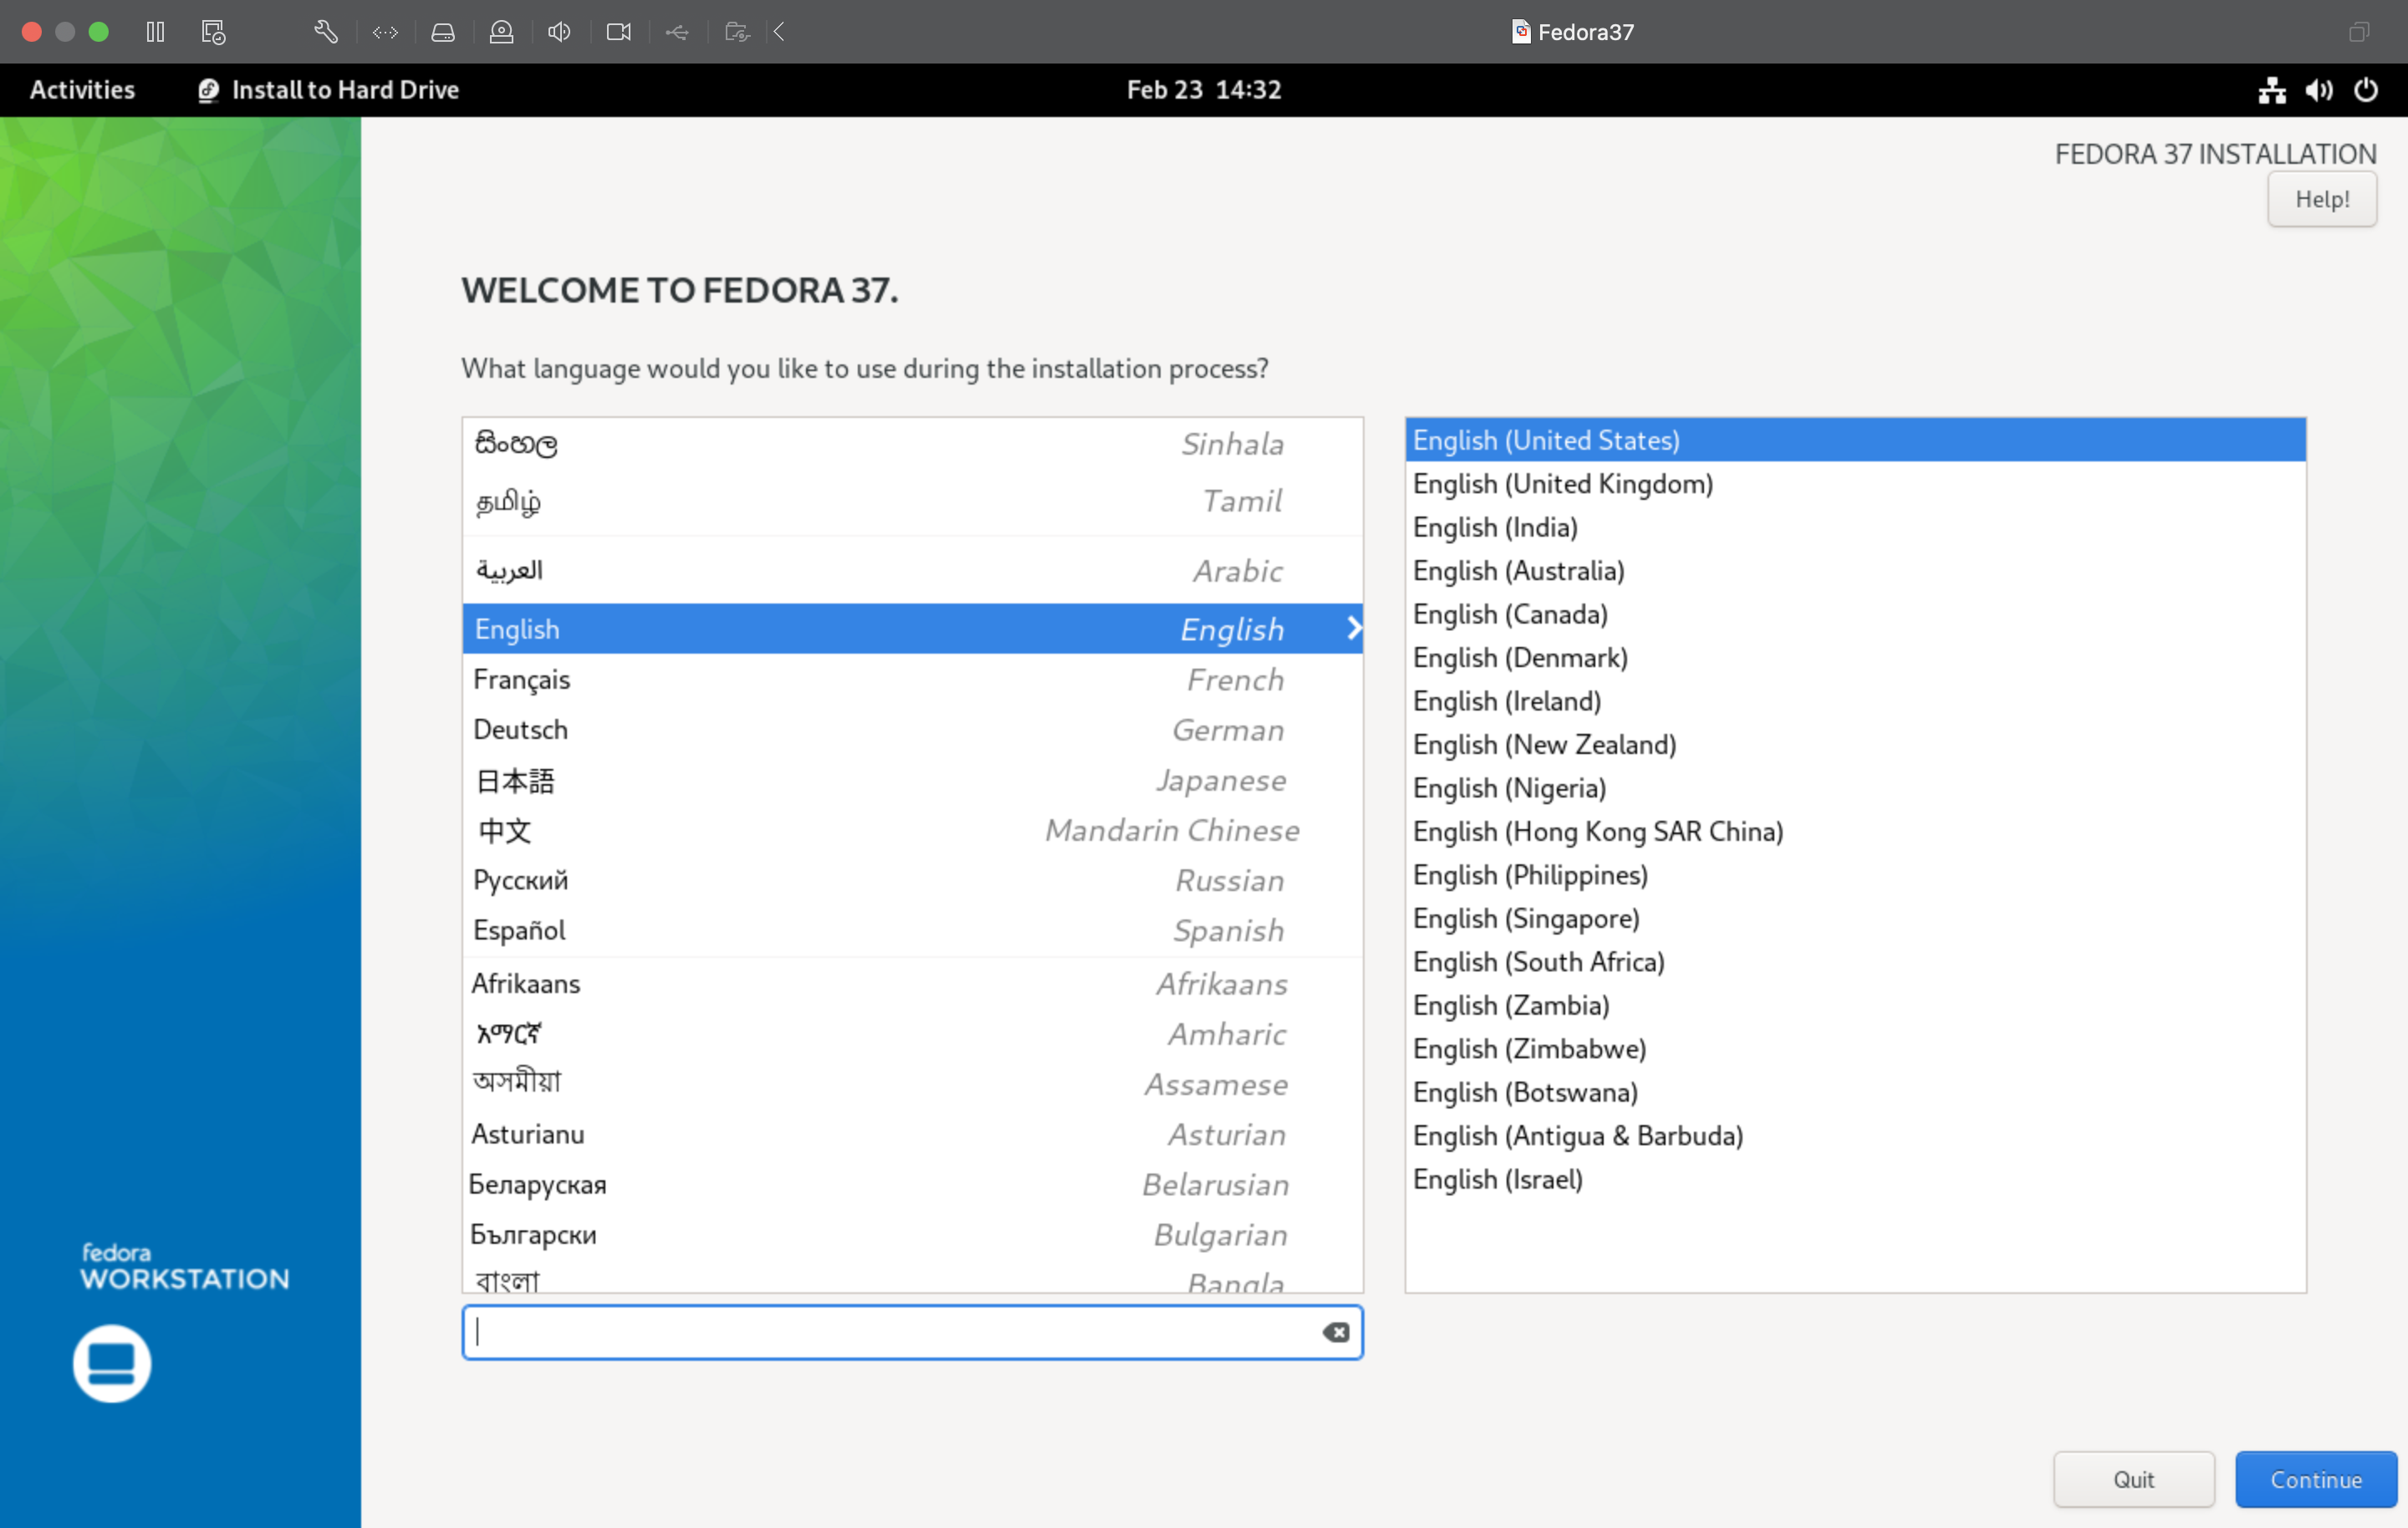 Fedora37
Activities
Install to Hard Drive
Feb 23 14:32
FEDORA 37 INSTALLATION
Help!
WELCOME TO FEDORA 37.
What language would you like to use during the installation process?
සිංහල Sinhala
தமிழ் Tamil
العربية Arabic
English English
Français French
Deutsch German
日本語 Japanese
中文 Mandarin Chinese
Русский Russian
Español Spanish
Afrikaans Afrikaans
አማርኛ Amharic
অসমীয়া Assamese
Asturianu Asturian
Беларуская Belarusian
Български Bulgarian
বাংলা Bangla
English (United States)
English (United Kingdom)
English (India)
English (Australia)
English (Canada)
English (Denmark)
English (Ireland)
English (New Zealand)
English (Nigeria)
English (Hong Kong SAR China)
English (Philippines)
English (Singapore)
English (South Africa)
English (Zambia)
English (Zimbabwe)
English (Botswana)
English (Antigua & Barbuda)
English (Israel)
fedora
WORKSTATION
Quit
Continue